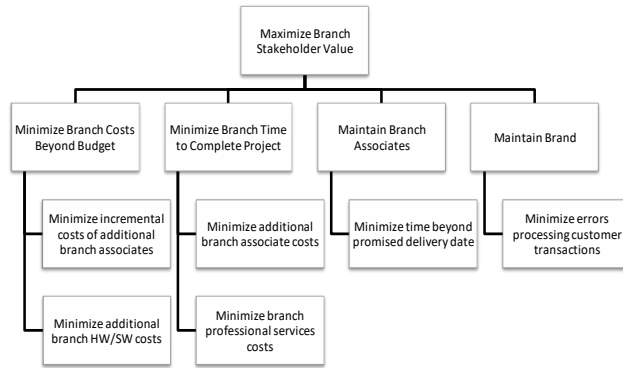 Maximize Branch
Stakeholder Value
Minimize Branch Costs
Beyond Budget
Minimize Branch Time
to Complete Project
Maintain Branch
Associates
Maintain Brand
Minimize incremental
costs of additional
branch associates
Minimize additional
branch associate costs
Minimize time beyond
promised delivery date
Minimize errors
processing customer
transactions
Minimize additional
branch HW/SW costs
Minimize branch
professional services
costs